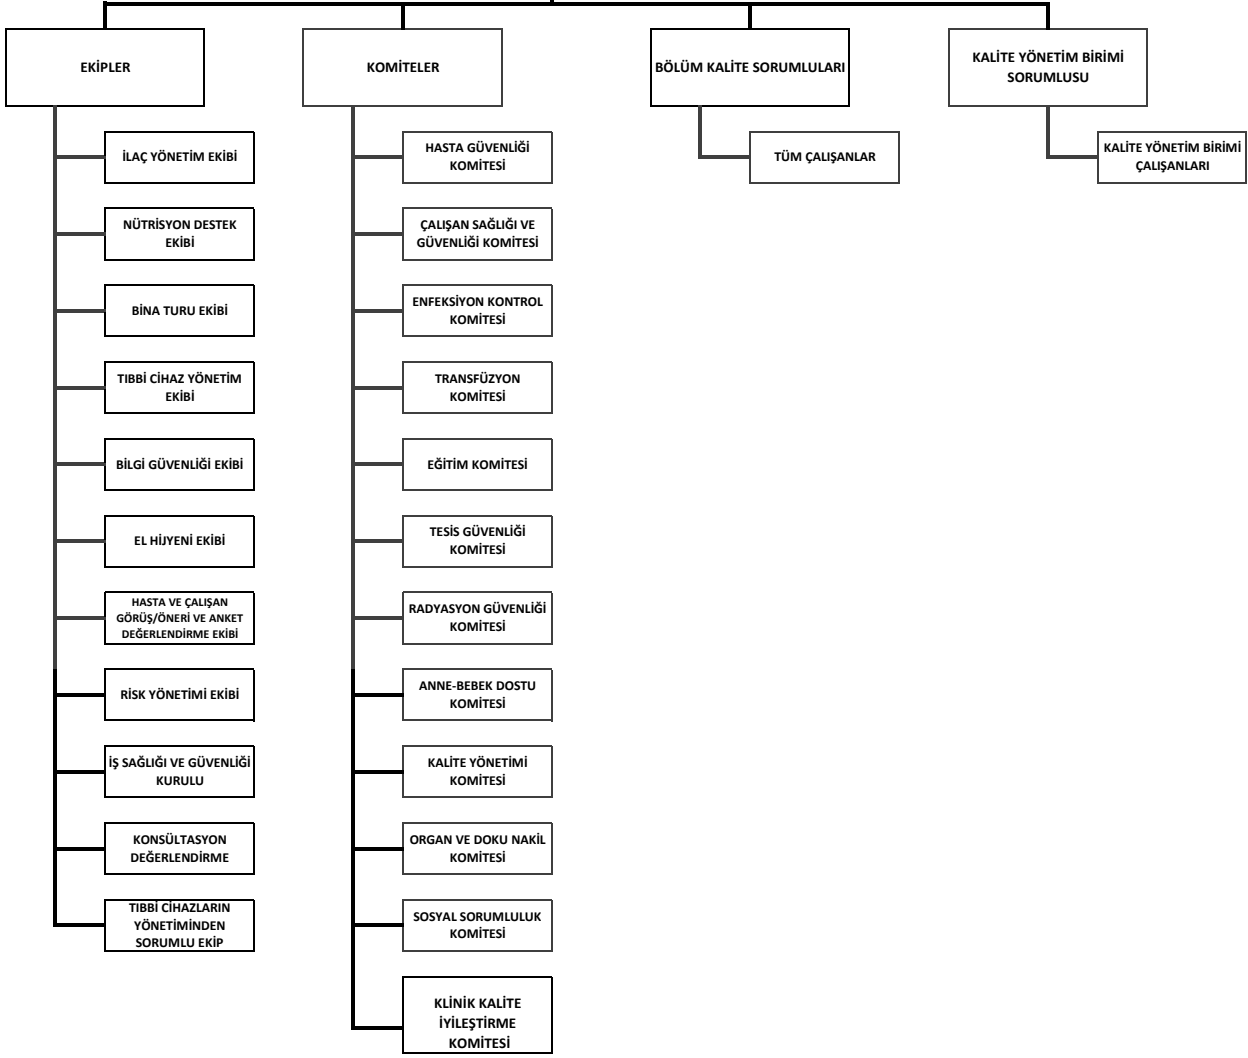 EKİPLER
İLAÇ YÖNETİM EKİBİ
NÜTRİSYON DESTEK
EKİBİ
BİNA TURU EKİBİ
TIBBİ CİHAZ YÖNETİM
EKİBİ
BİLGİ GÜVENLİĞİ EKİBİ
EL HİJYENİ EKİBİ
HASTA VE ÇALIŞAN
GÖRÜŞ/ÖNERİ VE ANKET
DEĞERLENDİRME EKİBİ
RİSK YÖNETİMİ EKİBİ
İŞ SAĞLIĞI VE GÜVENLİĞİ
KURULU
KONSÜLTASYON
DEĞERLENDİRME
TIBBİ CİHAZLARIN
YÖNETİMİNDEN
SORUMLU EKİP
KOMİTELER
HASTA GÜVENLİĞİ
KOMİTESİ
ÇALIŞAN SAĞLIĞI VE
GÜVENLİĞİ KOMİTESİ
ENFEKSİYON KONTROL
KOMİTESİ
TRANSFÜZYON
KOMİTESİ
EĞİTİM KOMİTESİ
TESİS GÜVENLİĞİ
KOMİTESİ
RADYASYON GÜVENLİĞİ
KOMİTESİ
ANNE-BEBEK DOSTU
KOMİTESİ
KALİTE YÖNETİMİ
KOMİTESİ
ORGAN VE DOKU NAKİL
KOMİTESİ
SOSYAL SORUMLULUK
KOMİTESİ
KLİNİK KALİTE
İYİLEŞTİRME
KOMİTESİ
BÖLÜM KALİTE SORUMLULARI
TÜM ÇALIŞANLAR
KALİTE YÖNETİM BİRİMİ
SORUMLUSU
KALİTE YÖNETİM BİRİMİ
ÇALIŞANLARI